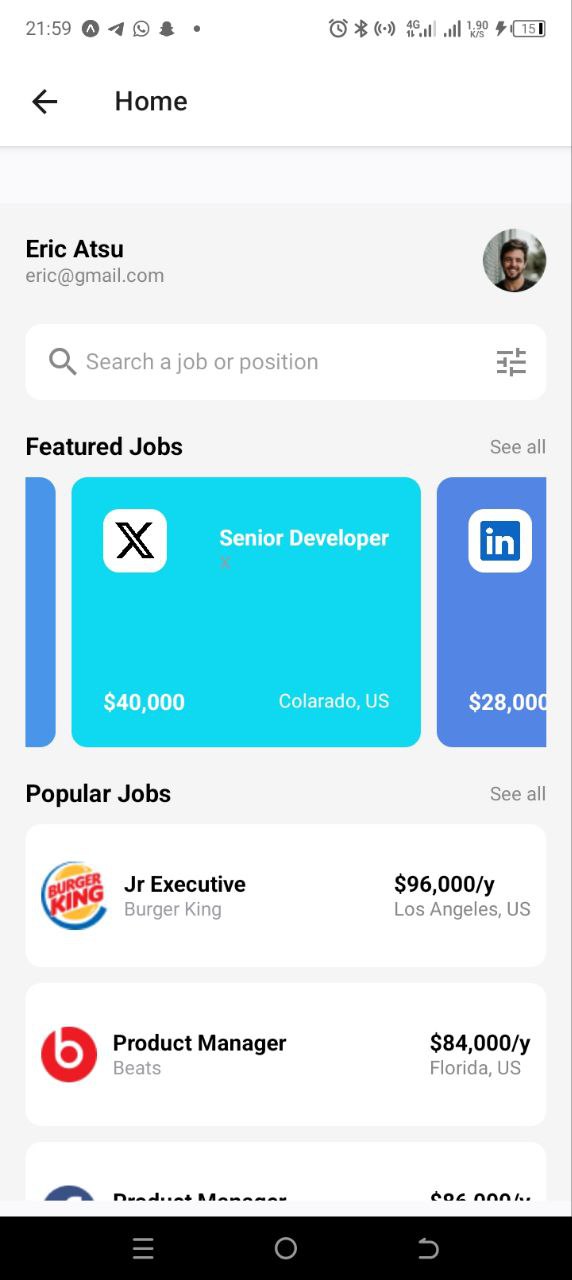 21:59
4G
1.90
K/S
15
Home
Eric Atsu
eric@gmail.com
Search a job or position
Featured Jobs
See all
X
Senior Developer
X
in
$40,000
Colarado, US
$28,000
Popular Jobs
See all
BURGER
KING
Jr Executive
Burger King
$96,000/y
Los Angeles, US
b
Product Manager
Beats
$84,000/y
Florida, US
Product Manager
$86,000/y